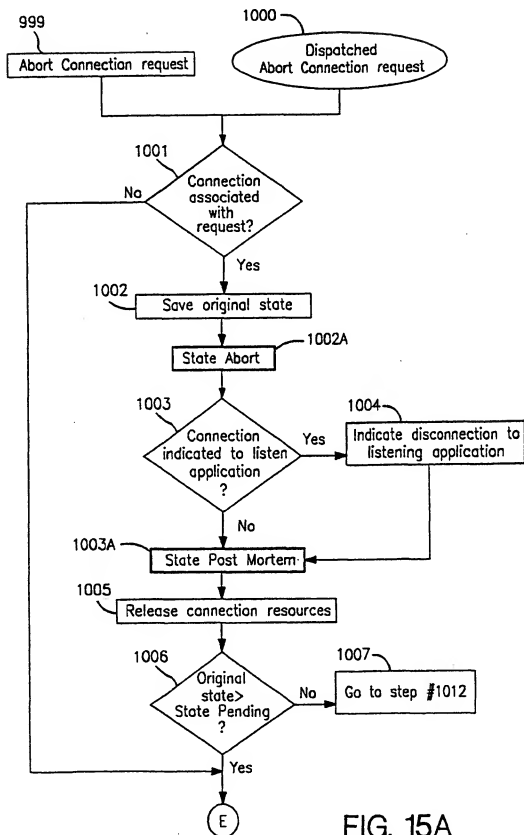 999
1000
Abort Connection request
Dispatched
Abort Connection request
1001
No
Connection
associated
with
request?
Yes
1002
Save original state
1002A
State Abort
1003
1004
Connection
indicated to listen
application
?
Yes
Indicate disconnection to
listening application
No
1003A
State Post Mortem
1005
Release connection resources
1006
1007
Original
state>
State Pending
?
No
Go to step #1012
Yes
E
FIG. 15A